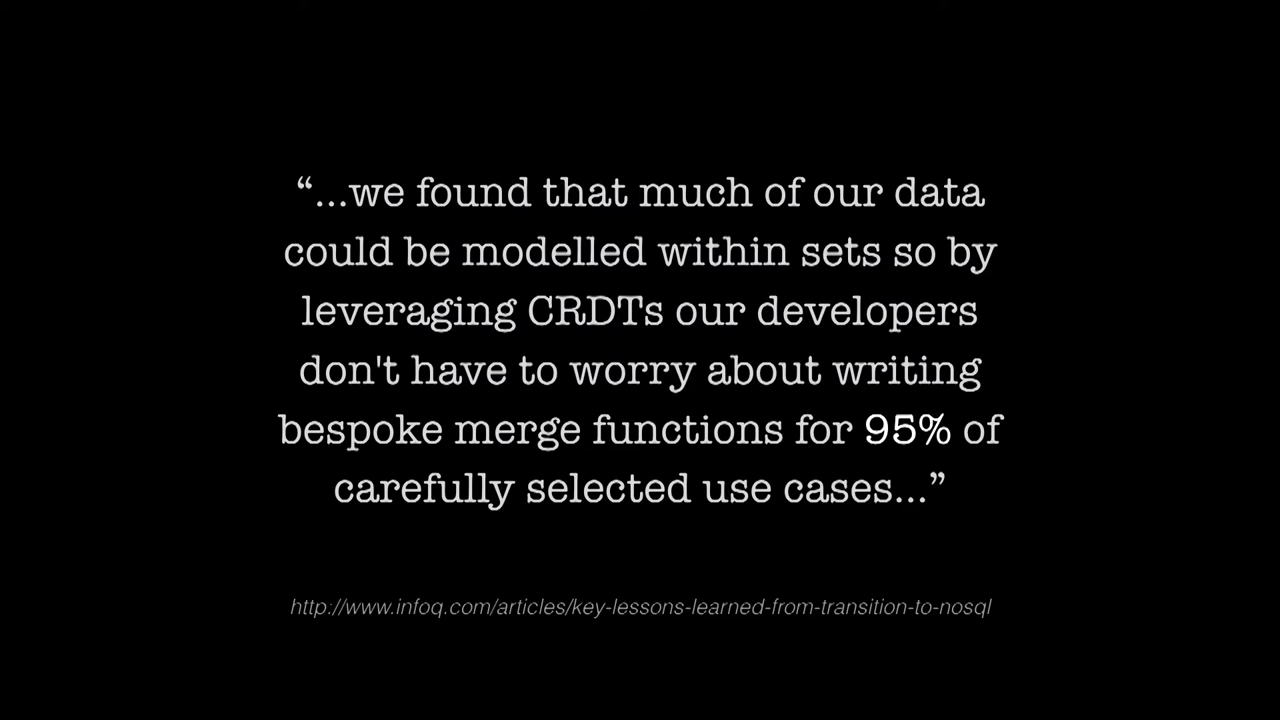 “...we found that much of our data
could be modelled within sets so by
leveraging CRDTs our developers
don't have to worry about writing
bespoke merge functions for 95% of
carefully selected use cases...”
http://www.infoq.com/articles/key-lessons-learned-from-transition-to-nosql